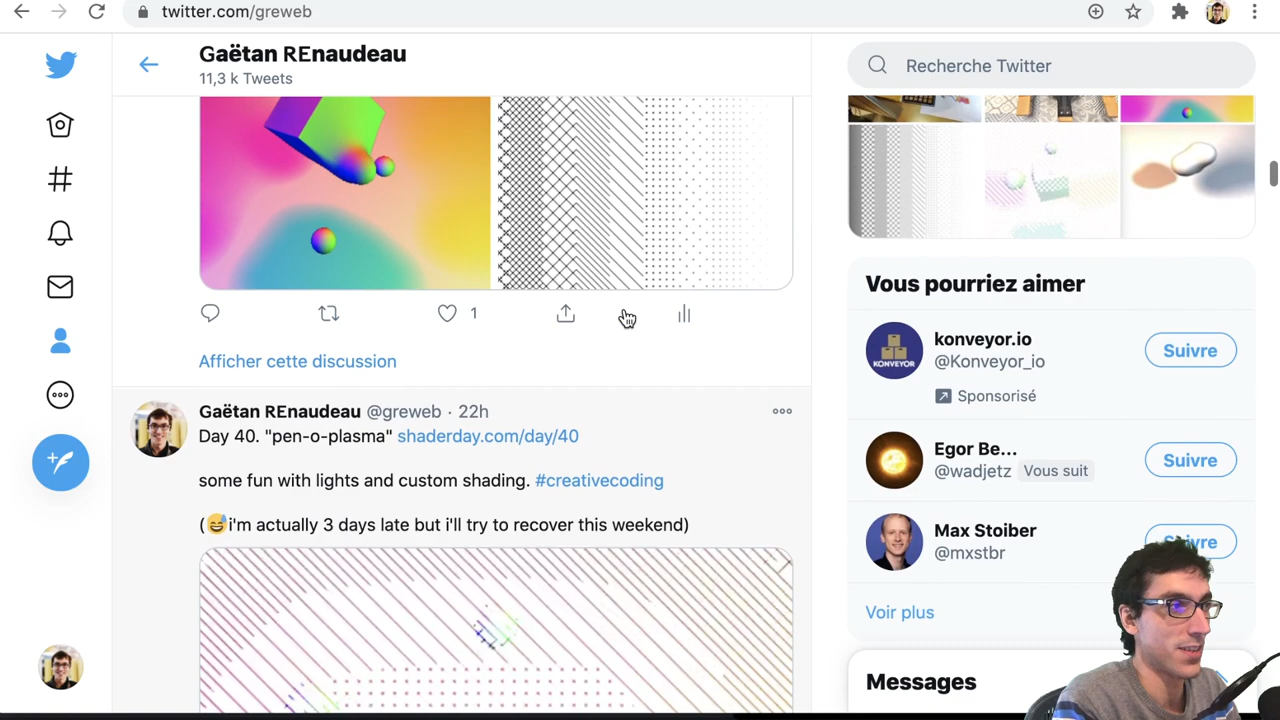 twitter.com/greweb
Gaëtan REnaudeau
11,3 k Tweets
Recherche Twitter
1
Afficher cette discussion
Gaëtan REnaudeau @greweb · 22h
Day 40. "pen-o-plasma" shaderday.com/day/40
some fun with lights and custom shading. #creativecoding
(😅i'm actually 3 days late but i'll try to recover this weekend)
Vous pourriez aimer
KONVEYOR
konveyor.io
@Konveyor_io
Suivre
Sponsorisé
Egor Be...
@wadjetz Vous suit
Suivre
Max Stoiber
@mxstbr
Suivre
Voir plus
Messages